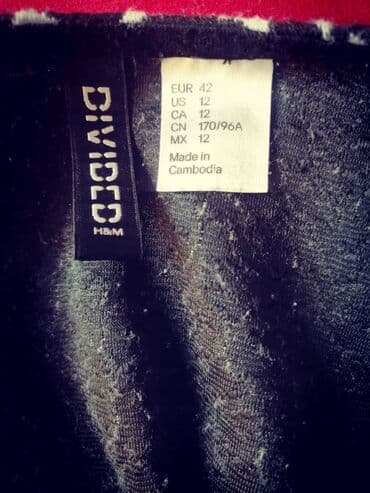 DIVIDED
H&M
EUR 42
US 12
CA 12
CN 170/96A
MX 12
Made in
Cambodia